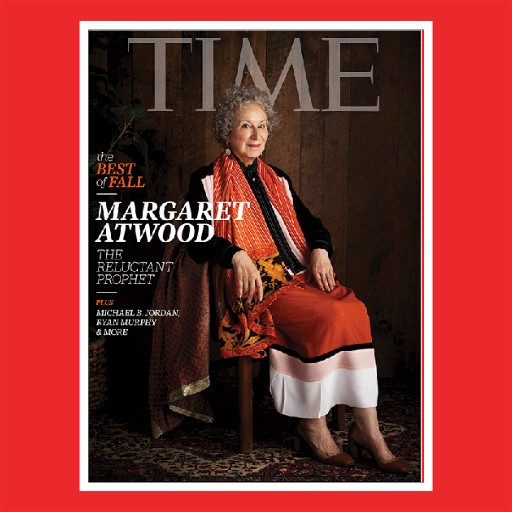 TIME
the
BEST
of FALL
MARGARET
ATWOOD
THE
RELUCTANT
PROPHET
PLUS
MICHAEL B. JORDAN,
RYAN MURPHY
& MORE